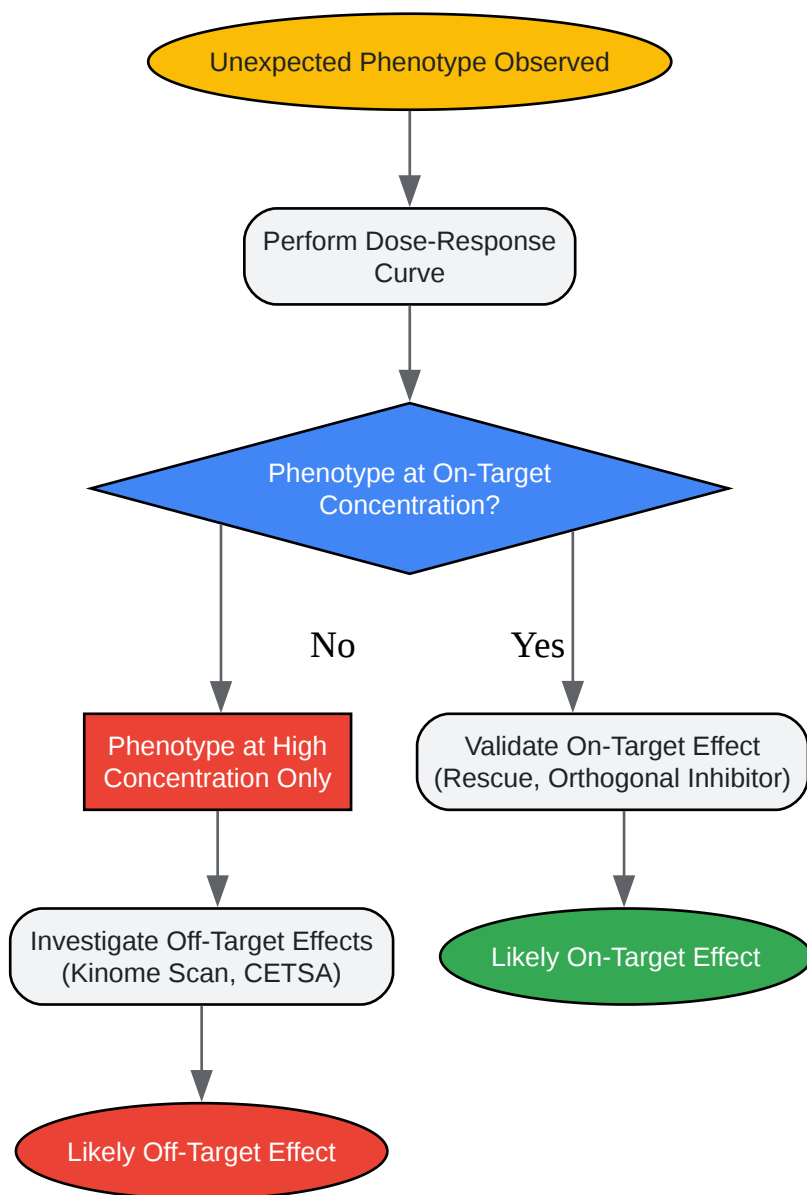 Unexpected Phenotype Observed
Perform Dose-Response
Curve
Phenotype at On-Target
Concentration?
No
Yes
Phenotype at High
Concentration Only
Validate On-Target Effect
(Rescue, Orthogonal Inhibitor)
Investigate Off-Target Effects
(Kinome Scan, CETSA)
Likely On-Target Effect
Likely Off-Target Effect